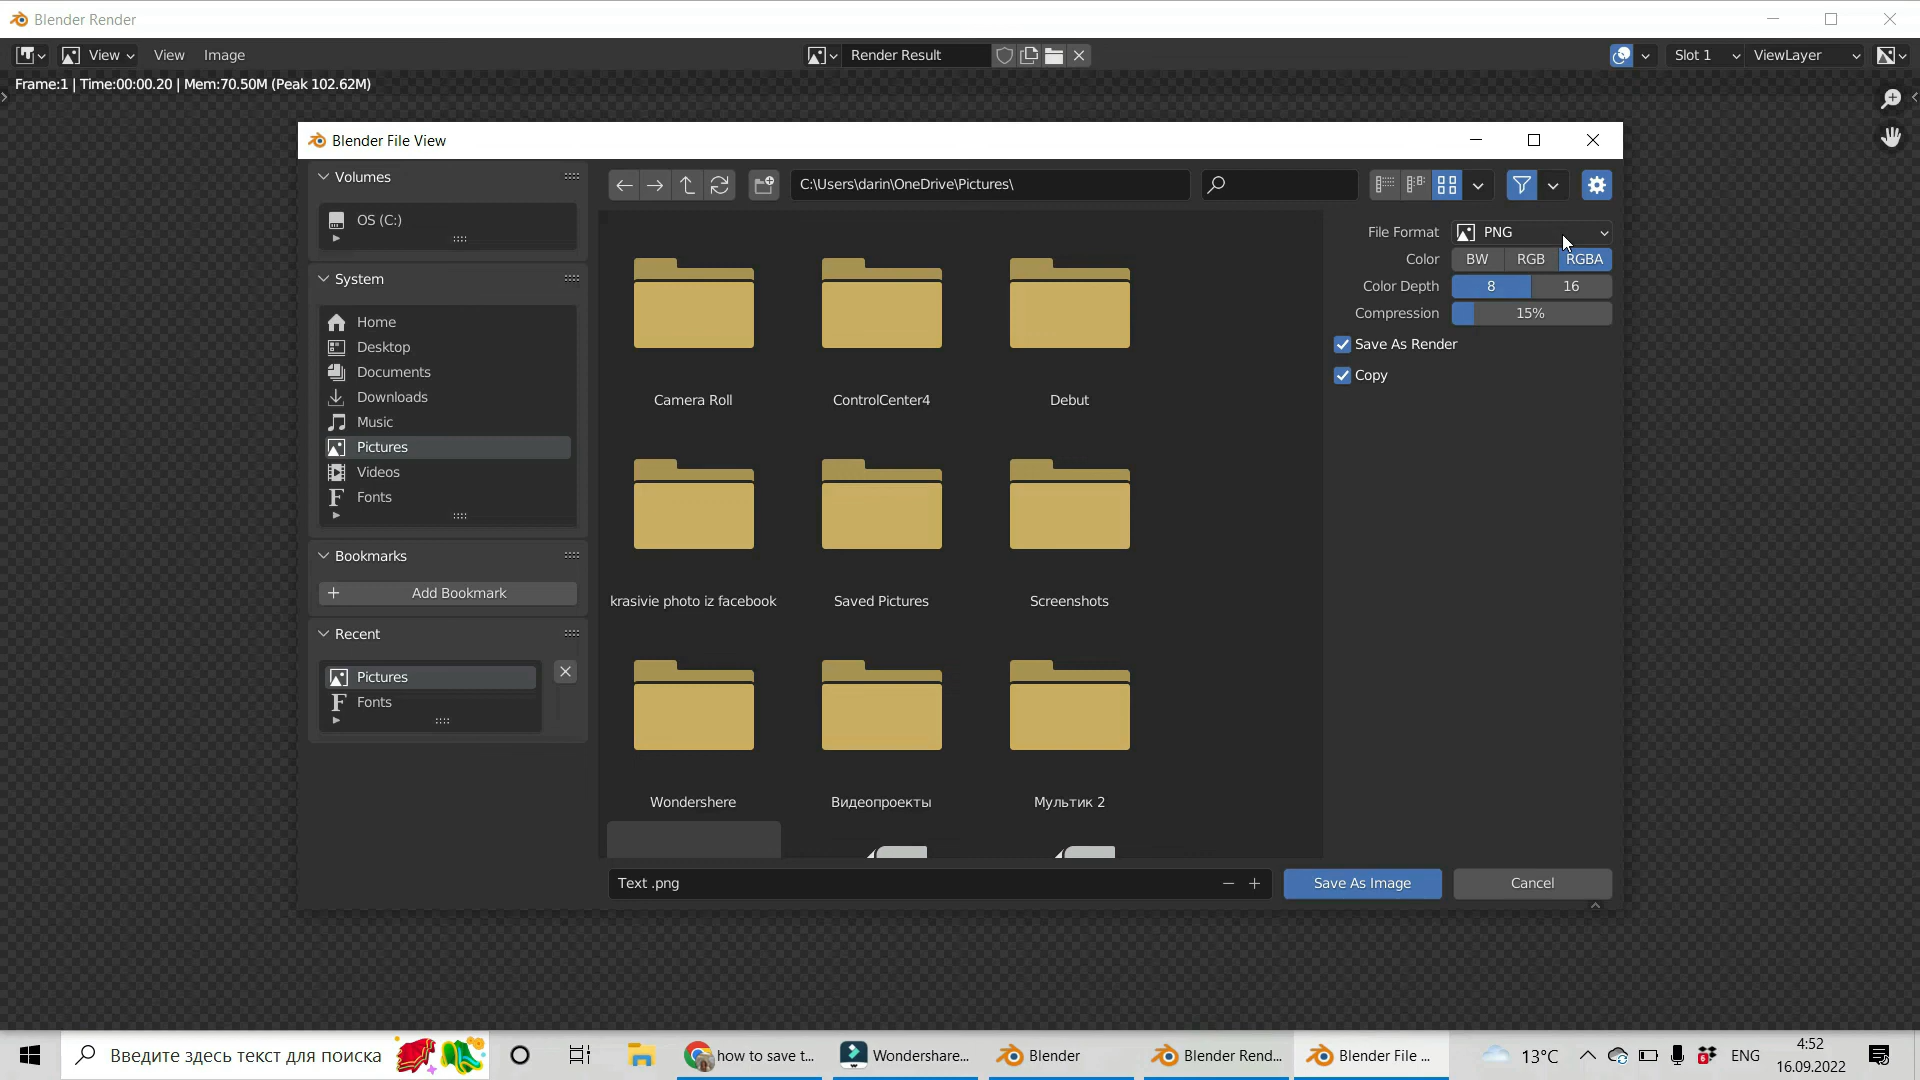 Blender Render
View
View
Image
Render Result
Slot 1
ViewLayer
Frame:1 | Time:00:00.20 | Mem:70.50M (Peak 102.62M)
Blender File View
Volumes
OS (C:)
System
Home
Desktop
Documents
Downloads
Music
Pictures
Videos
Fonts
Bookmarks
Add Bookmark
Recent
Pictures
Fonts
C:\Users\darin\OneDrive\Pictures\
Camera Roll
ControlCenter4
Debut
krasivie photo iz facebook
Saved Pictures
Screenshots
Wondershere
Видеопроекты
Мультик 2
File Format PNG
Color BW RGB RGBA
Color Depth 8 16
Compression 15%
Save As Render
Copy
Text .png
Save As Image
Cancel
Введите здесь текст для поиска
how to save t...
Wondershare...
Blender
Blender Rend...
Blender File ...
13°C
6
ENG
4:52
16.09.2022